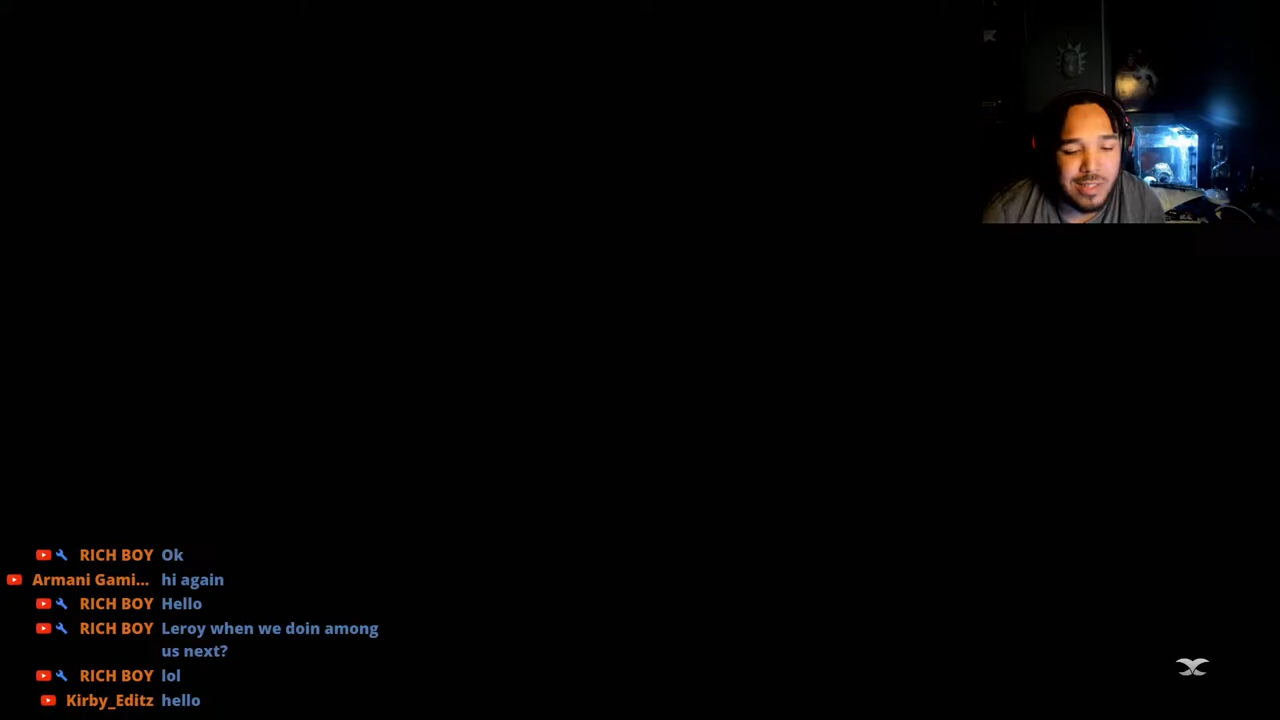 RICH BOY Ok
Armani Gami... hi again
RICH BOY Hello
RICH BOY Leroy when we doin among
us next?
RICH BOY lol
Kirby_Editz hello